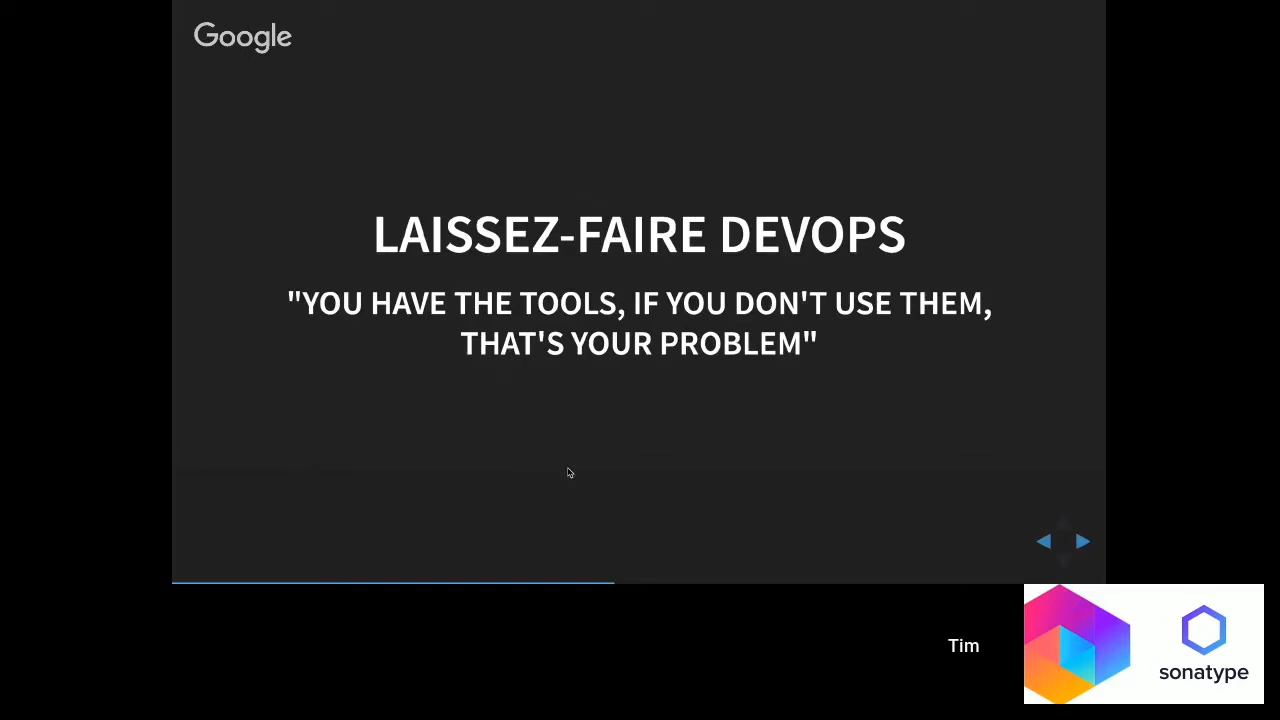 Google
LAISSEZ-FAIRE DEVOPS
"YOU HAVE THE TOOLS, IF YOU DON'T USE THEM,
THAT'S YOUR PROBLEM"
Tim
sonatype